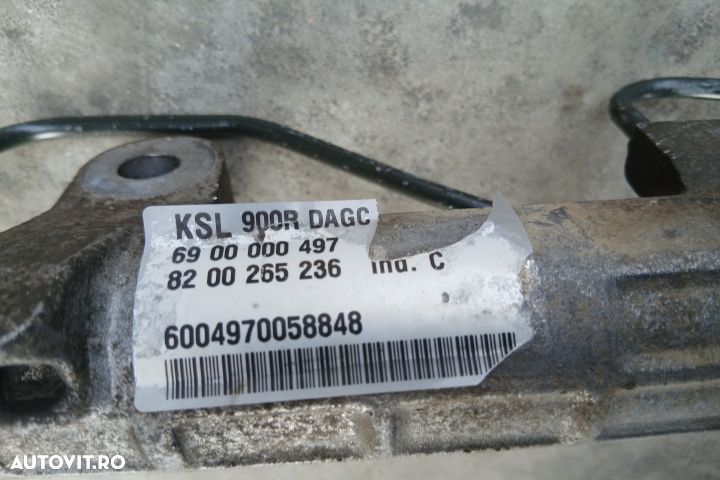 KSL 900R DAGC
69 00 000 497
82 00 265 236 Ind. C
6004970058848
AUTOVIT.RO